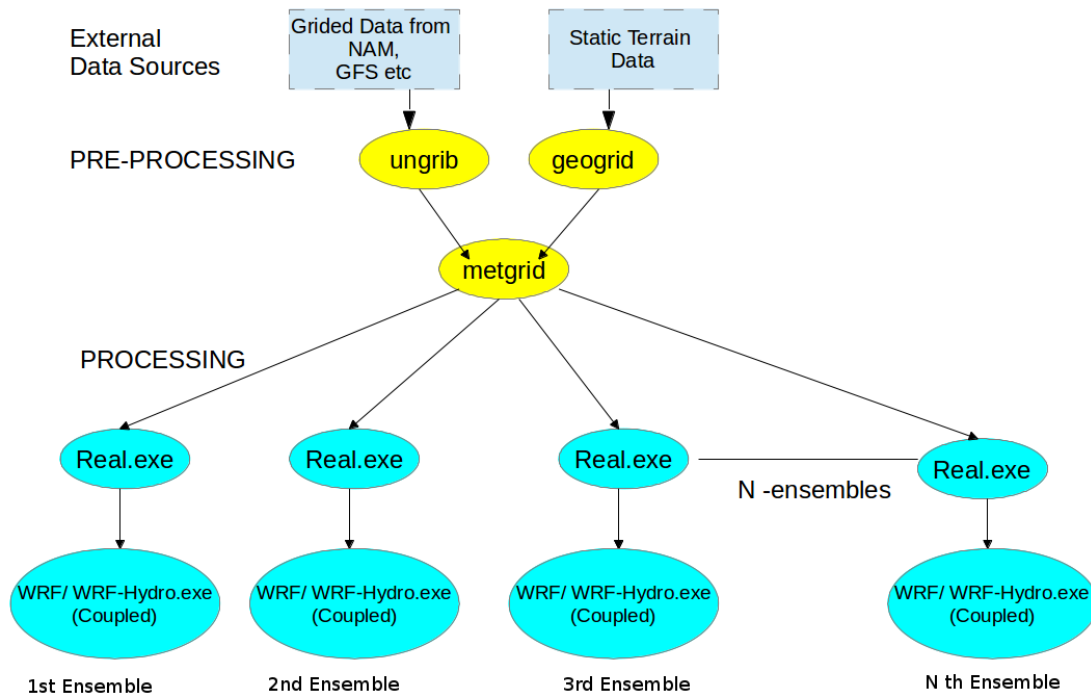 External
Data Sources
Grided Data from
NAM,
GFS etc
Static Terrain
Data
PRE-PROCESSING
ungrib
geogrid
metgrid
PROCESSING
Real.exe
Real.exe
Real.exe
Real.exe
N -ensembles
WRF/ WRF-Hydro.exe
(Coupled)
WRF/ WRF-Hydro.exe
(Coupled)
WRF/ WRF-Hydro.exe
(Coupled)
WRF/ WRF-Hydro.exe
(Coupled)
1st Ensemble
2nd Ensemble
3rd Ensemble
N th Ensemble